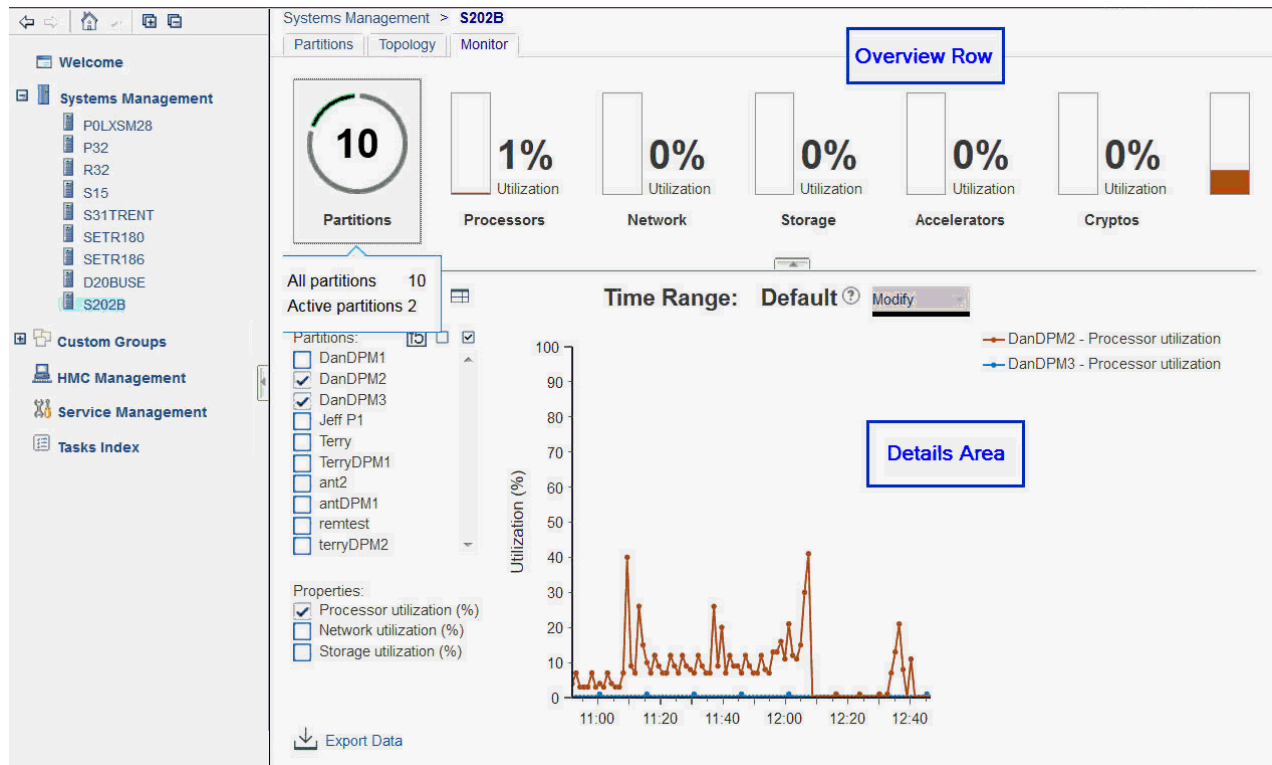 Systems Management > S202B
Partitions Topology Monitor
Overview Row
Welcome
Systems Management
P0LXSM28
P32
R32
S15
S31TRENT
SETR180
SETR186
D20BUSE
S202B
Custom Groups
HMC Management
Service Management
Tasks Index
10
Partitions
1%
Utilization
Processors
0%
Utilization
Network
0%
Utilization
Storage
0%
Utilization
Accelerators
0%
Utilization
Cryptos
All partitions 10
Active partitions 2
Time Range: Default ? Modify
Partitions:
DanDPM1
DanDPM2
DanDPM3
Jeff P1
Terry
TerryDPM1
ant2
antDPM1
remtest
terryDPM2
Properties:
Processor utilization (%)
Network utilization (%)
Storage utilization (%)
Export Data
DanDPM2 - Processor utilization
DanDPM3 - Processor utilization
Details Area
Utilization (%)
100
90
80
70
60
50
40
30
20
10
0
11:00 11:20 11:40 12:00 12:20 12:40